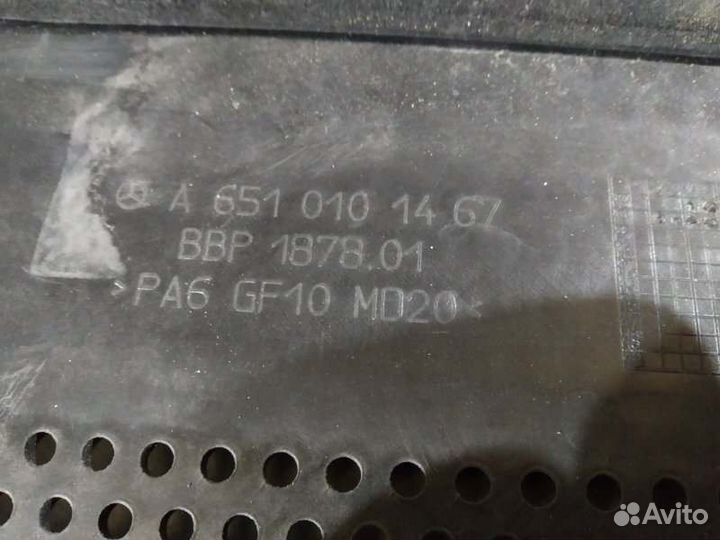 A 651 010 14 67
BBP 1878.01
>PA6 GF10 MD20<
Avito